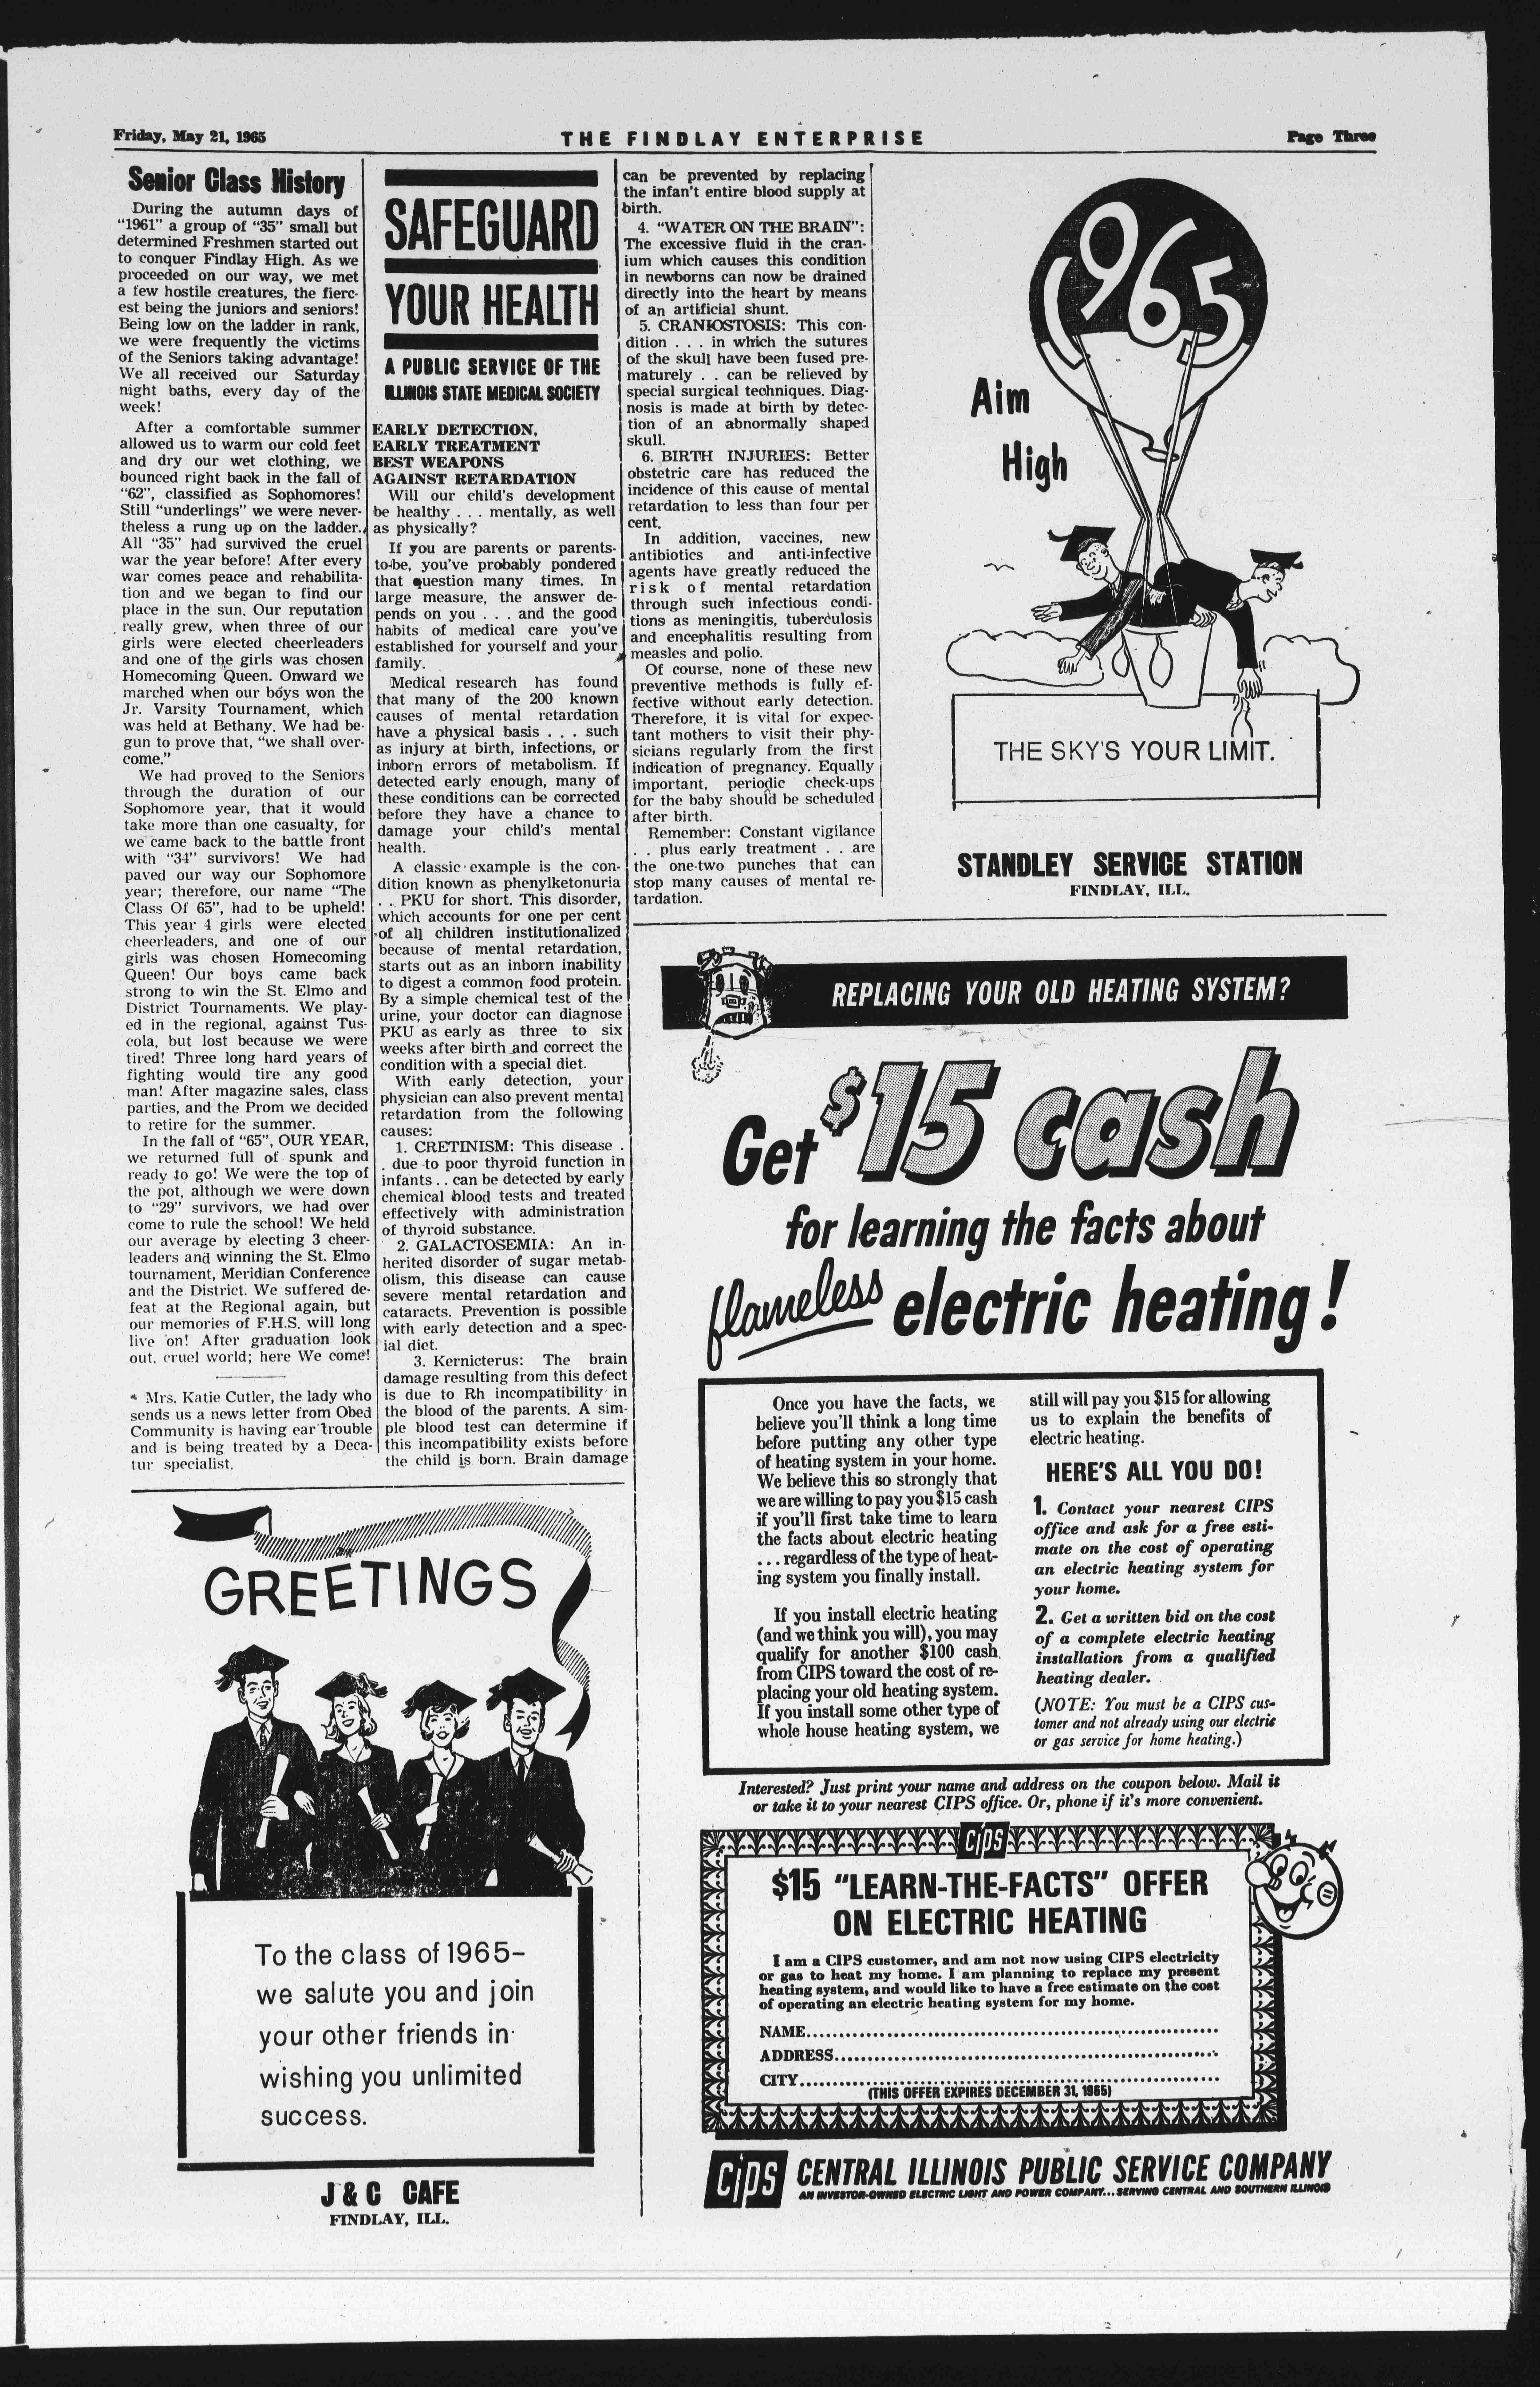 Friday, May 21, 1965
THE FINDLAY ENTERPRISE
Page Three
Senior Class History
During the autumn days of
"1961" a group of "35" small but
determined Freshmen started out
to conquer Findlay High. As we
proceeded on our way, we met
a few hostile creatures, the fierc-
est being the juniors and seniors!
Being low on the ladder in rank,
we were frequently the victims
of the Seniors taking advantage!
We all received our Saturday
night baths, every day of the
week!
After a comfortable summer
allowed us to warm our cold feet
and dry our wet clothing, we
bounced right back in the fall of
"62", classified as Sophomores!
Still "underlings" we were never-
theless a rung up on the ladder.
All "35" had survived the cruel
war the year before! After every
war comes peace and rehabilita-
tion and we began to find our
place in the sun. Our reputation
really grew, when three of our
girls were elected cheerleaders
and one of the girls was chosen
Homecoming Queen. Onward we
marched when our boys won the
Jr. Varsity Tournament, which
was held at Bethany. We had be-
gun to prove that, "we shall over-
come."
We had proved to the Seniors
through the duration of our
Sophomore year, that it would
take more than one casualty, for
we came back to the battle front
with "34" survivors! We had
paved our way our Sophomore
year; therefore, our name "The
Class Of 65", had to be upheld!
This year 4 girls were elected
cheerleaders, and one of our
girls was chosen Homecoming
Queen! Our boys came back
strong to win the St. Elmo and
District Tournaments. We play-
ed in the regional, against Tus-
cola, but lost because we were
tired! Three long hard years of
fighting would tire any good
man! After magazine sales, class
parties, and the Prom we decided
to retire for the summer.
In the fall of "65", OUR YEAR,
we returned full of spunk and
ready to go! We were the top of
the pot, although we were down
to "29" survivors, we had over
come to rule the school! We held
our average by electing 3 cheer-
leaders and winning the St. Elmo
tournament, Meridian Conference
and the District. We suffered de-
feat at the Regional again, but
our memories of F.H.S. will long
live on! After graduation look
out, cruel world; here We come!
Mrs. Katie Cutler, the lady who
sends us a news letter from Obed
Community is having ear trouble
and is being treated by a Deca-
tur specialist.
SAFEGUARD
YOUR HEALTH
A PUBLIC SERVICE OF THE
ILLINOIS STATE MEDICAL SOCIETY
EARLY DETECTION,
EARLY TREATMENT
BEST WEAPONS
AGAINST RETARDATION
Will our child's development
be healthy . . . mentally, as well
as physically?
If you are parents or parents-
to-be, you've probably pondered
that question many times. In
large measure, the answer de-
pends on you . . . and the good
habits of medical care you've
established for yourself and your
family.
Medical research has found
that many of the 200 known
causes of mental retardation
have a physical basis . . . such
as injury at birth, infections, or
inborn errors of metabolism. If
detected early enough, many of
these conditions can be corrected
before they have a chance to
damage your child's mental
health.
A classic example is the con-
dition known as phenylketonuria
. . PKU for short. This disorder,
which accounts for one per cent
of all children institutionalized
because of mental retardation,
starts out as an inborn inability
to digest a common food protein.
By a simple chemical test of the
urine, your doctor can diagnose
PKU as early as three to six
weeks after birth and correct the
condition with a special diet.
With early detection, your
physician can also prevent mental
retardation from the following
causes:
1. CRETINISM: This disease .
. due to poor thyroid function in
infants . . can be detected by early
chemical blood tests and treated
effectively with administration
of thyroid substance.
2. GALACTOSEMIA: An in-
herited disorder of sugar metab-
olism, this disease can cause
severe mental retardation and
cataracts. Prevention is possible
with early detection and a spec-
ial diet.
3. Kernicterus: The brain
damage resulting from this defect
is due to Rh incompatibility in
the blood of the parents. A sim-
ple blood test can determine if
this incompatibility exists before
the child is born. Brain damage
can be prevented by replacing
the infan't entire blood supply at
birth.
4. "WATER ON THE BRAIN":
The excessive fluid in the cran-
ium which causes this condition
in newborns can now be drained
directly into the heart by means
of an artificial shunt.
5. CRANIOSTOSIS: This con-
dition . . . in which the sutures
of the skull have been fused pre-
maturely . . can be relieved by
special surgical techniques. Diag-
nosis is made at birth by detec-
tion of an abnormally shaped
skull.
6. BIRTH INJURIES: Better
obstetric care has reduced the
incidence of this cause of mental
retardation to less than four per
cent.
In addition, vaccines, new
antibiotics and anti-infective
agents have greatly reduced the
risk of mental retardation
through such infectious condi-
tions as meningitis, tuberculosis
and encephalitis resulting from
measles and polio.
Of course, none of these new
preventive methods is fully ef-
fective without early detection.
Therefore, it is vital for expec-
tant mothers to visit their phy-
sicians regularly from the first
indication of pregnancy. Equally
important, periodic check-ups
for the baby should be scheduled
after birth.
Remember: Constant vigilance
. . plus early treatment . . are
the one-two punches that can
stop many causes of mental re-
tardation.
1965
Aim
High
THE SKY'S YOUR LIMIT.
STANDLEY SERVICE STATION
FINDLAY, ILL.
GREETINGS
To the class of 1965–
we salute you and join
your other friends in
wishing you unlimited
success.
J & C CAFE
FINDLAY, ILL.
REPLACING YOUR OLD HEATING SYSTEM?
Get $15 cash
for learning the facts about
flameless electric heating!
Once you have the facts, we
believe you'll think a long time
before putting any other type
of heating system in your home.
We believe this so strongly that
we are willing to pay you $15 cash
if you'll first take time to learn
the facts about electric heating
... regardless of the type of heat-
ing system you finally install.
If you install electric heating
(and we think you will), you may
qualify for another $100 cash
from CIPS toward the cost of re-
placing your old heating system.
If you install some other type of
whole house heating system, we
still will pay you $15 for allowing
us to explain the benefits of
electric heating.
HERE'S ALL YOU DO!
1. Contact your nearest CIPS
office and ask for a free esti-
mate on the cost of operating
an electric heating system for
your home.
2. Get a written bid on the cost
of a complete electric heating
installation from a qualified
heating dealer.
(NOTE: You must be a CIPS cus-
tomer and not already using our electric
or gas service for home heating.)
Interested? Just print your name and address on the coupon below. Mail it
or take it to your nearest CIPS office. Or, phone if it's more convenient.
CIPS
$15 "LEARN-THE-FACTS" OFFER
ON ELECTRIC HEATING
I am a CIPS customer, and am not now using CIPS electricity
or gas to heat my home. I am planning to replace my present
heating system, and would like to have a free estimate on the cost
of operating an electric heating system for my home.
NAME
ADDRESS
CITY
(THIS OFFER EXPIRES DECEMBER 31, 1965)
CIPS CENTRAL ILLINOIS PUBLIC SERVICE COMPANY
AN INVESTOR-OWNED ELECTRIC LIGHT AND POWER COMPANY...SERVING CENTRAL AND SOUTHERN ILLINOIS